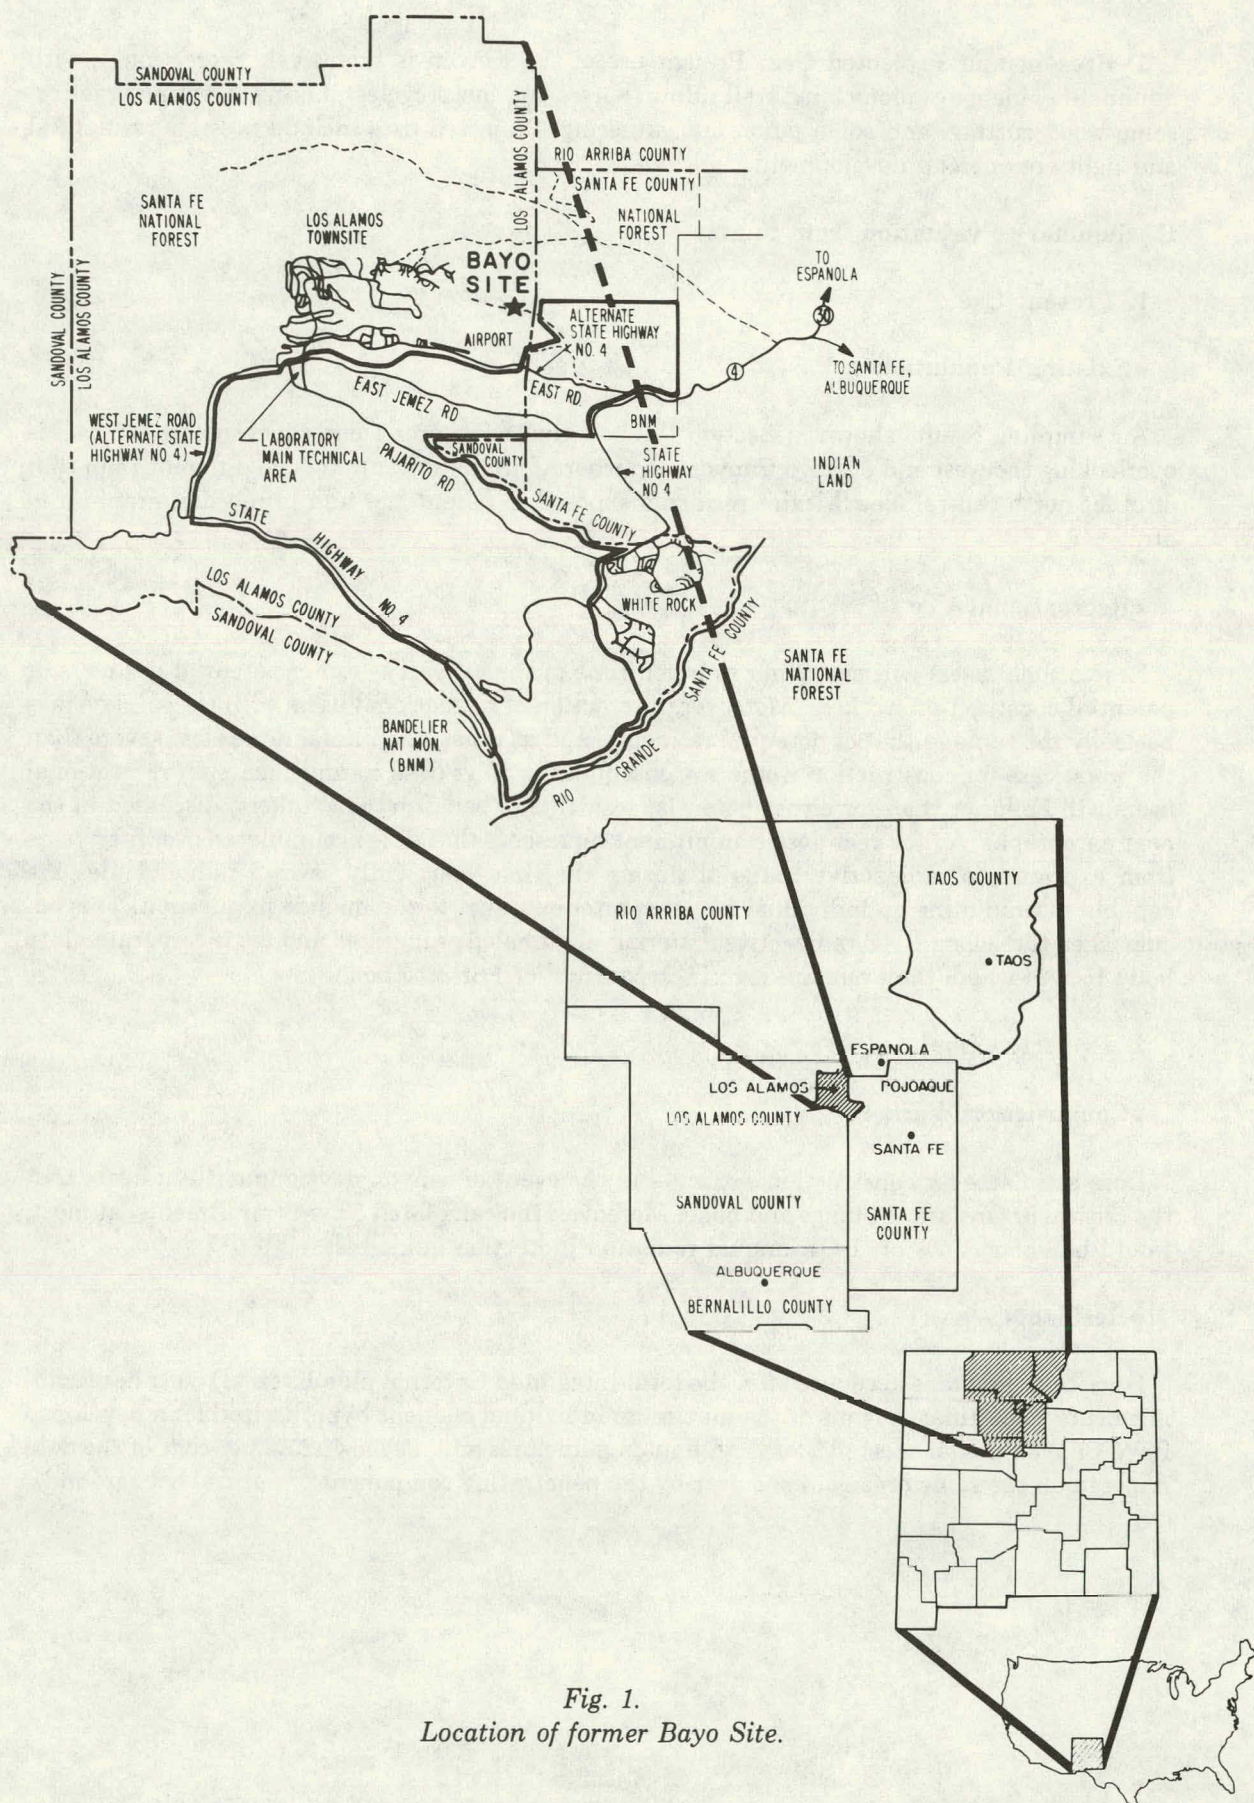 SANDOVAL COUNTY
LOS ALAMOS COUNTY
LOS ALAMOS COUNTY
RIO ARRIBA COUNTY
SANTA FE COUNTY
SANTA FE
NATIONAL
FOREST
LOS ALAMOS
TOWNSITE
NATIONAL
FOREST
BAYO
SITE
TO
ESPANOLA
30
SANDOVAL COUNTY
LOS ALAMOS COUNTY
AIRPORT
ALTERNATE
STATE HIGHWAY
NO. 4
4
TO SANTA FE,
ALBUQUERQUE
EAST JEMEZ RD
EAST RD.
WEST JEMEZ ROAD
(ALTERNATE STATE
HIGHWAY NO 4)
LABORATORY
MAIN TECHNICAL
AREA
PAJARITO RD
SANDOVAL
COUNTY
BNM
STATE
HIGHWAY
NO 4
INDIAN
LAND
SANTA FE COUNTY
STATE
HIGHWAY
NO. 4
LOS ALAMOS COUNTY
SANDOVAL COUNTY
WHITE ROCK
SANTA FE COUNTY
SANTA FE
NATIONAL
FOREST
BANDELIER
NAT MON.
(BNM)
RIO GRANDE
RIO ARRIBA COUNTY
TAOS COUNTY
TAOS
ESPANOLA
LOS ALAMOS
POJOAQUE
LOS ALAMOS COUNTY
SANTA FE
SANDOVAL COUNTY
SANTA FE
COUNTY
ALBUQUERQUE
BERNALILLO COUNTY
Fig. 1.
Location of former Bayo Site.